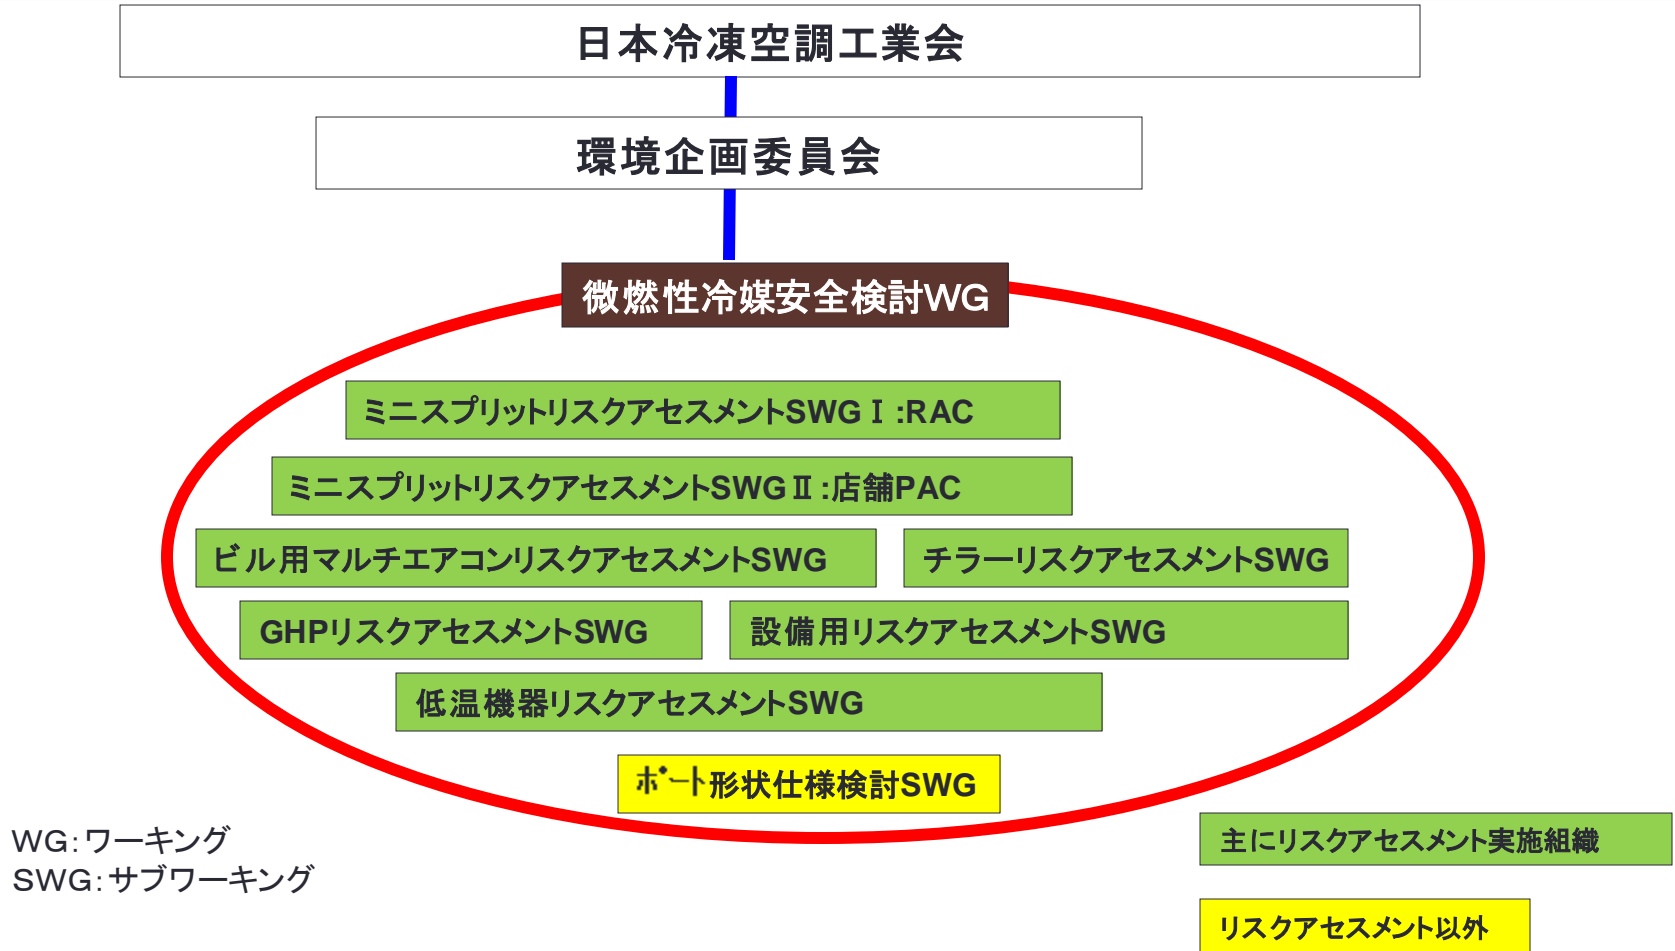 日本冷凍空調工業会
環境企画委員会
微燃性冷媒安全検討WG
ミニスプリットリスクアセスメントSWGⅠ:RAC
ミニスプリットリスクアセスメントSWGⅡ:店舗PAC
ビル用マルチエアコンリスクアセスメントSWG
チラーリスクアセスメントSWG
GHPリスクアセスメントSWG
設備用リスクアセスメントSWG
低温機器リスクアセスメントSWG
ポート形状仕様検討SWG
WG:ワーキング
SWG:サブワーキング
主にリスクアセスメント実施組織
リスクアセスメント以外